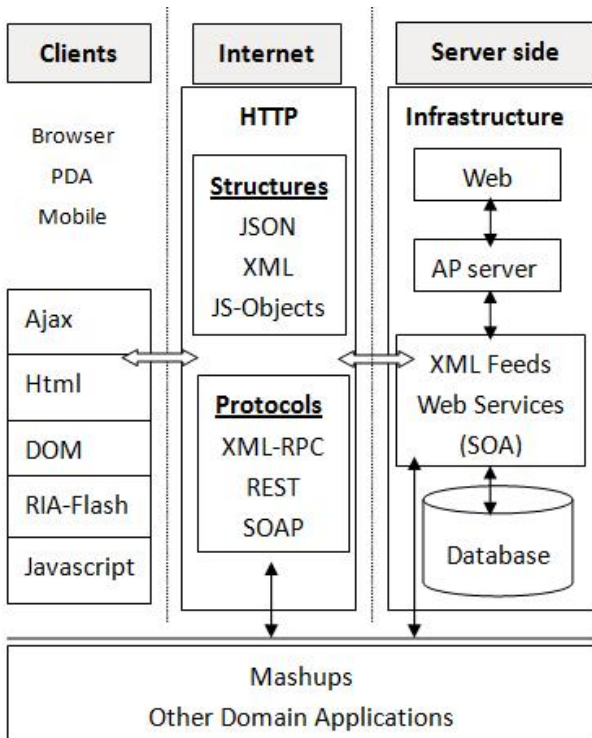 Clients
Browser
PDA
Mobile
Ajax
Html
DOM
RIA-Flash
Javascript
Internet
HTTP
Structures
JSON
XML
JS-Objects
Protocols
XML-RPC
REST
SOAP
Server side
Infrastructure
Web
AP server
XML Feeds
Web Services
(SOA)
Database
Mashups
Other Domain Applications